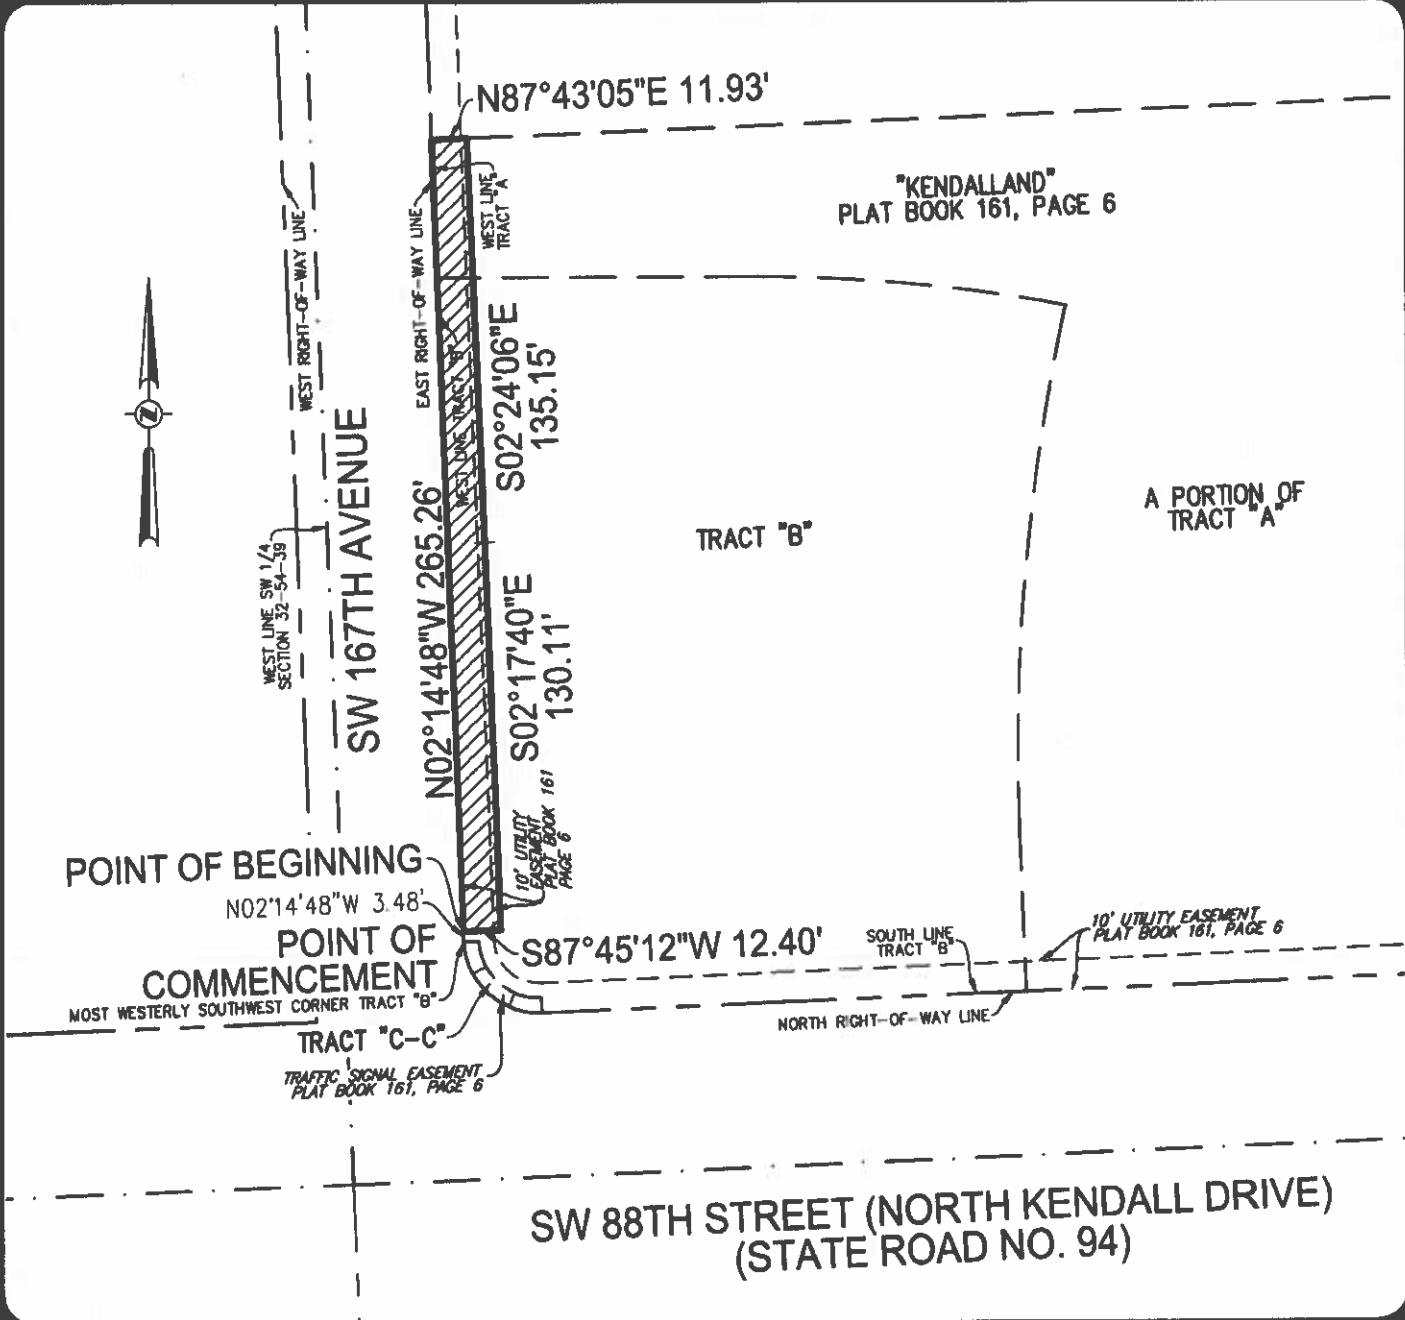 N87°43'05"E 11.93'
"KENDALLAND"
PLAT BOOK 161, PAGE 6
WEST RIGHT-OF-WAY LINE
EAST RIGHT-OF-WAY LINE
WEST LINE
TRACT "A"
WEST LINE TRACT "B"
S02°24'06"E
135.15'
SW 167TH AVENUE
N02°14'48"W 265.26'
WEST LINE SW 1/4
SECTION 32-54-39
TRACT "B"
A PORTION OF
TRACT "A"
S02°17'40"E
130.11'
10' UTILITY
EASEMENT
PLAT BOOK 161
PAGE 6
POINT OF BEGINNING
N02°14'48"W 3.48'
POINT OF
COMMENCEMENT
MOST WESTERLY SOUTHWEST CORNER TRACT "B"
S87°45'12"W 12.40'
SOUTH LINE
TRACT "B"
10' UTILITY EASEMENT
PLAT BOOK 161, PAGE 6
NORTH RIGHT-OF-WAY LINE
TRACT "C-C"
TRAFFIC SIGNAL EASEMENT
PLAT BOOK 161, PAGE 6
SW 88TH STREET (NORTH KENDALL DRIVE)
(STATE ROAD NO. 94)
N